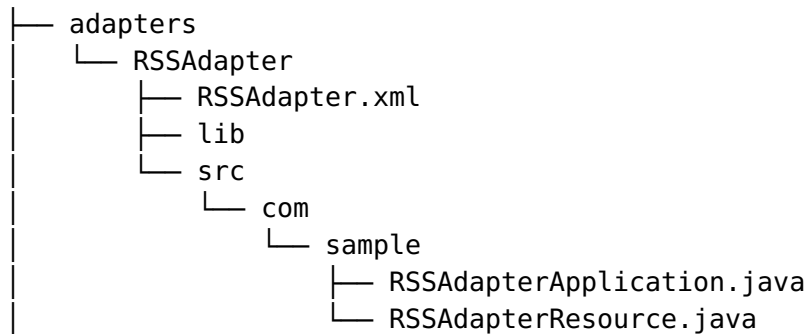 ├── adapters
│   └── RSSAdapter
│       ├── RSSAdapter.xml
│       ├── lib
│       └── src
│           └── com
│               └── sample
│                   ├── RSSAdapterApplication.java
│                   └── RSSAdapterResource.java